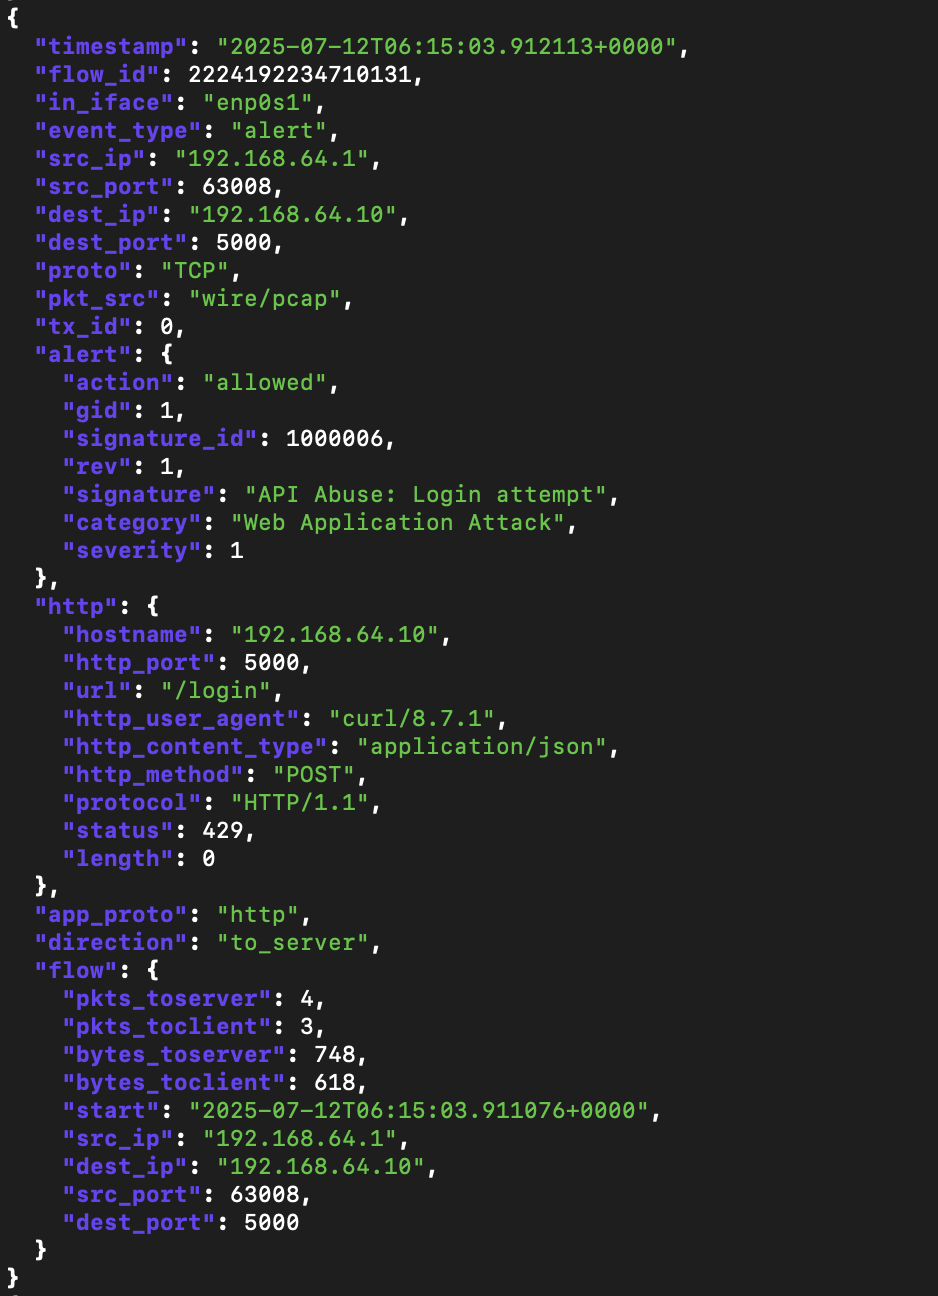 {
  "timestamp": "2025-07-12T06:15:03.912113+0000",
  "flow_id": 2224192234710131,
  "in_iface": "enp0s1",
  "event_type": "alert",
  "src_ip": "192.168.64.1",
  "src_port": 63008,
  "dest_ip": "192.168.64.10",
  "dest_port": 5000,
  "proto": "TCP",
  "pkt_src": "wire/pcap",
  "tx_id": 0,
  "alert": {
    "action": "allowed",
    "gid": 1,
    "signature_id": 1000006,
    "rev": 1,
    "signature": "API Abuse: Login attempt",
    "category": "Web Application Attack",
    "severity": 1
  },
  "http": {
    "hostname": "192.168.64.10",
    "http_port": 5000,
    "url": "/login",
    "http_user_agent": "curl/8.7.1",
    "http_content_type": "application/json",
    "http_method": "POST",
    "protocol": "HTTP/1.1",
    "status": 429,
    "length": 0
  },
  "app_proto": "http",
  "direction": "to_server",
  "flow": {
    "pkts_toserver": 4,
    "pkts_toclient": 3,
    "bytes_toserver": 748,
    "bytes_toclient": 618,
    "start": "2025-07-12T06:15:03.911076+0000",
    "src_ip": "192.168.64.1",
    "dest_ip": "192.168.64.10",
    "src_port": 63008,
    "dest_port": 5000
  }
}